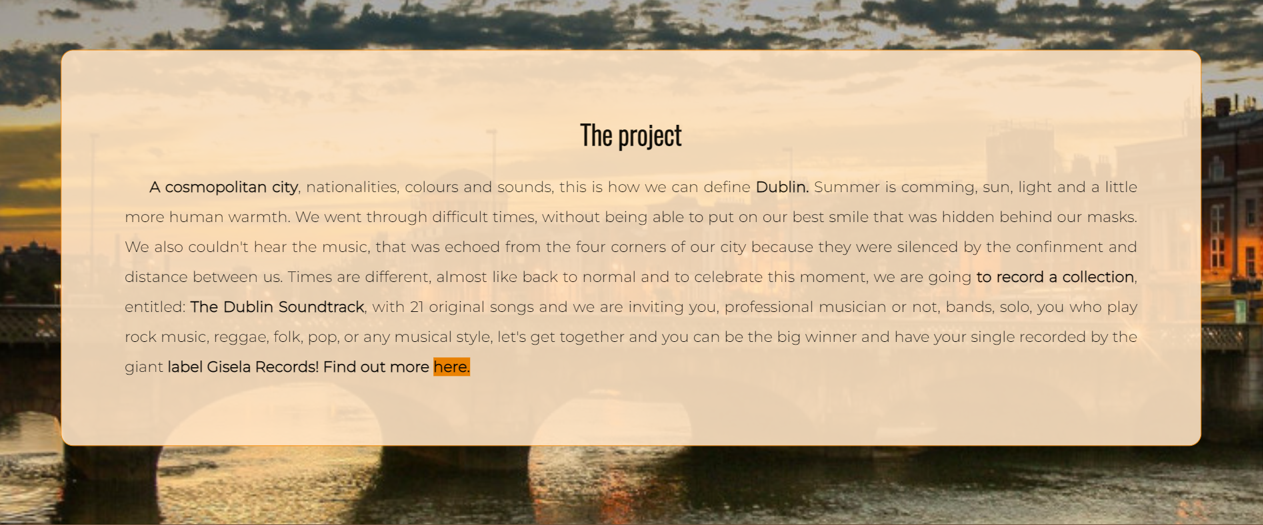 The project
A cosmopolitan city, nationalities, colours and sounds, this is how we can define Dublin. Summer is comming, sun, light and a little
more human warmth. We went through difficult times, without being able to put on our best smile that was hidden behind our masks.
We also couldn't hear the music, that was echoed from the four corners of our city because they were silenced by the confinment and
distance between us. Times are different, almost like back to normal and to celebrate this moment, we are going to record a collection,
entitled: The Dublin Soundtrack, with 21 original songs and we are inviting you, professional musician or not, bands, solo, you who play
rock music, reggae, folk, pop, or any musical style, let's get together and you can be the big winner and have your single recorded by the
giant label Gisela Records! Find out more here.